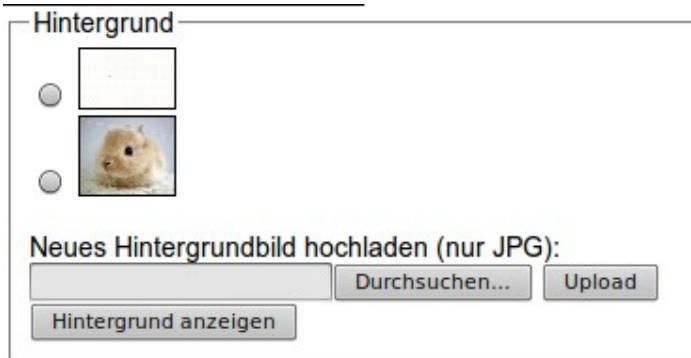 Hintergrund
Neues Hintergrundbild hochladen (nur JPG):
Durchsuchen... Upload
Hintergrund anzeigen